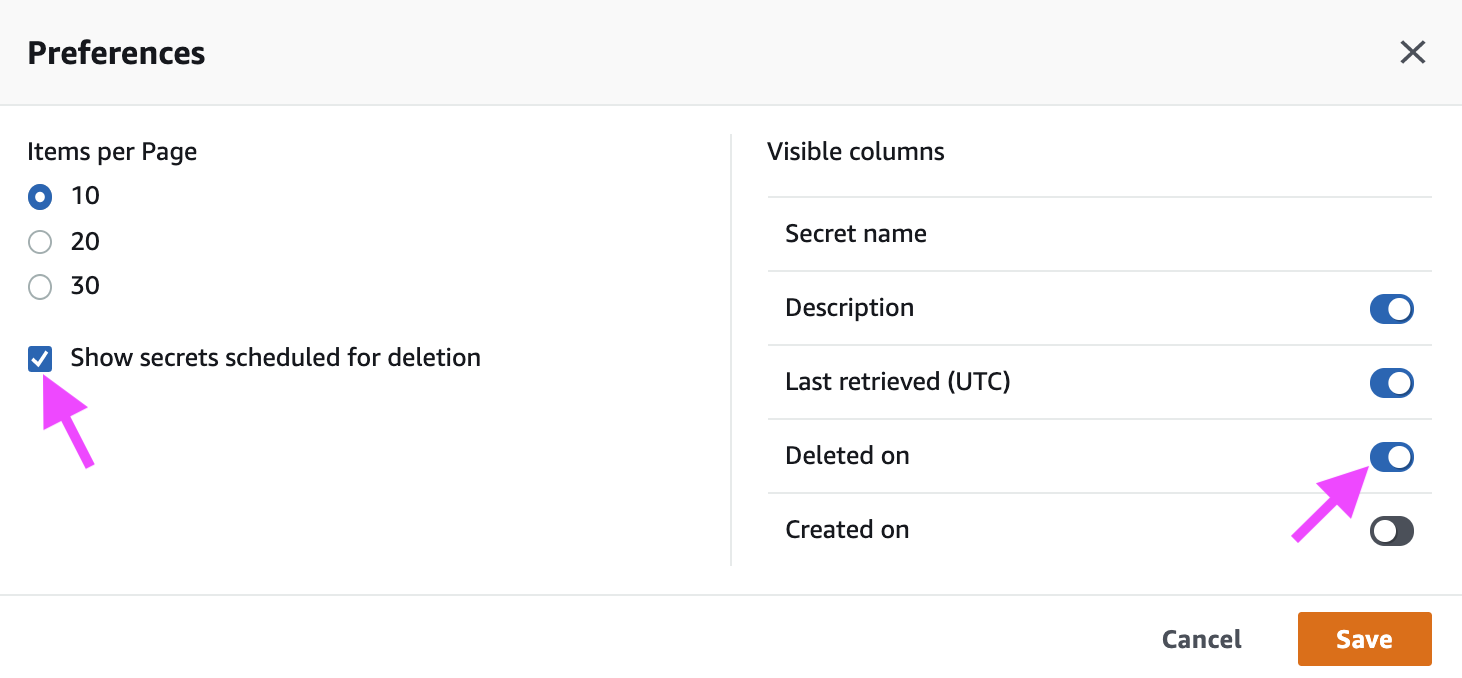 Preferences
Items per Page
10
20
30
Show secrets scheduled for deletion
Visible columns
Secret name
Description
Last retrieved (UTC)
Deleted on
Created on
Cancel
Save